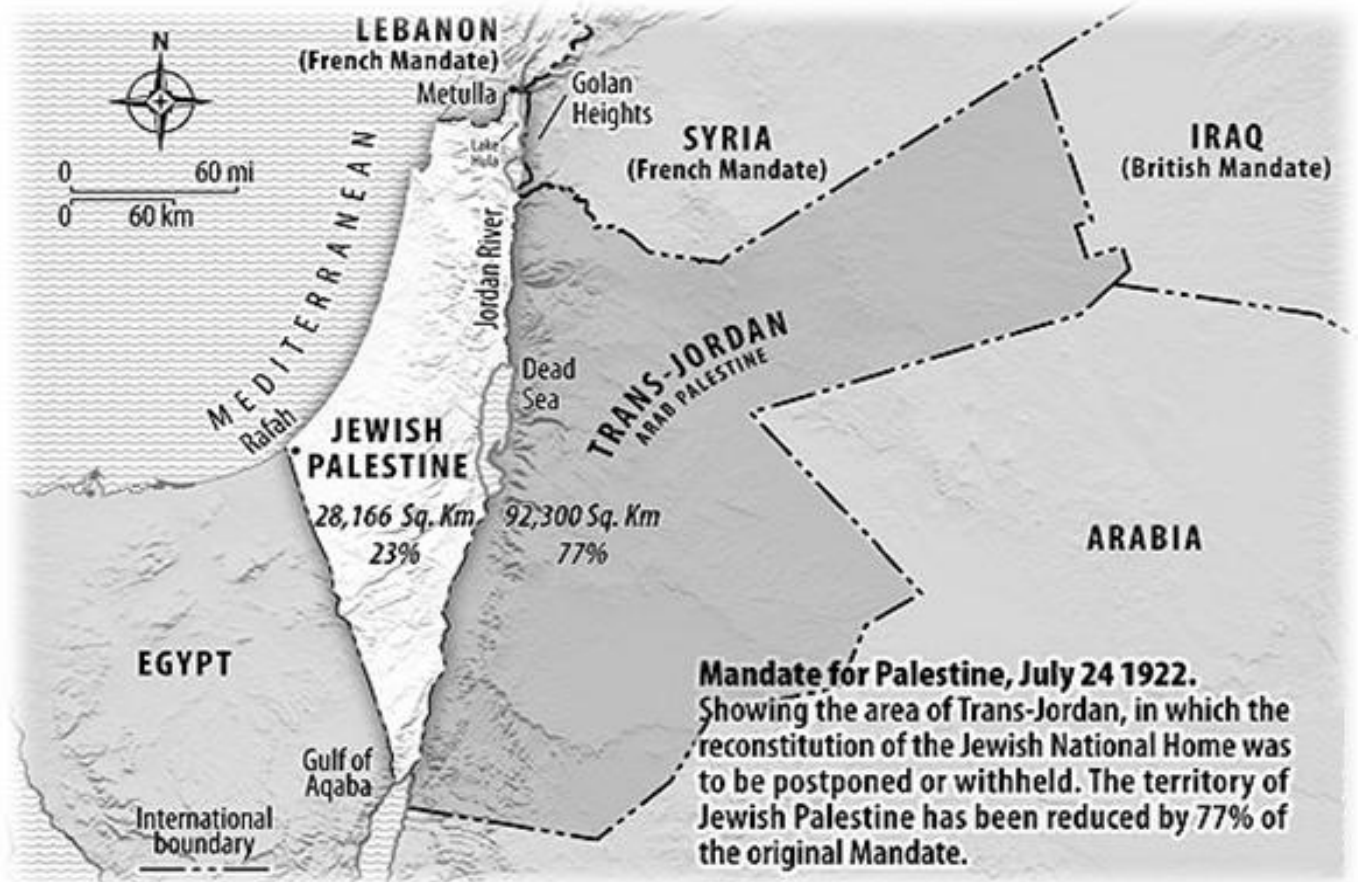 LEBANON
(French Mandate)
Metulla
Golan
Heights
N
0 60 mi
0 60 km
MEDITERRANEAN
Lake
Hula
SYRIA
(French Mandate)
IRAQ
(British Mandate)
Jordan River
Dead
Sea
TRANS-JORDAN
ARAB PALESTINE
Rafah
JEWISH
PALESTINE
28,166 Sq. Km
23%
92,300 Sq. Km
77%
ARABIA
EGYPT
Gulf of
Aqaba
International
boundary
Mandate for Palestine, July 24 1922.
Showing the area of Trans-Jordan, in which the
reconstitution of the Jewish National Home was
to be postponed or withheld. The territory of
Jewish Palestine has been reduced by 77% of
the original Mandate.